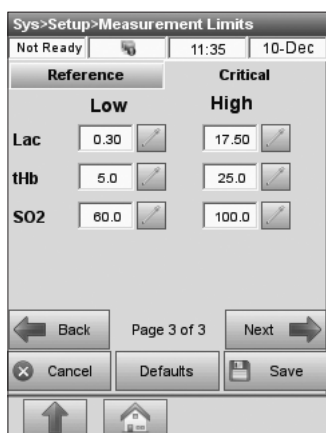 Sys>Setup>Measurement Limits
Not Ready 11:35 10-Dec
Reference Critical
Low High
Lac 0.30 17.50
tHb 5.0 25.0
SO2 60.0 100.0
Back Page 3 of 3 Next
Cancel Defaults Save